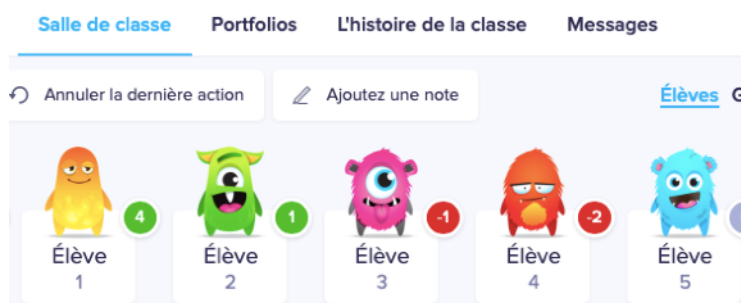 Salle de classe Portfolios L'histoire de la classe Messages
Annuler la dernière action Ajoutez une note Élèves G
4 1 -1 -2
Élève Élève Élève Élève Élève
1 2 3 4 5